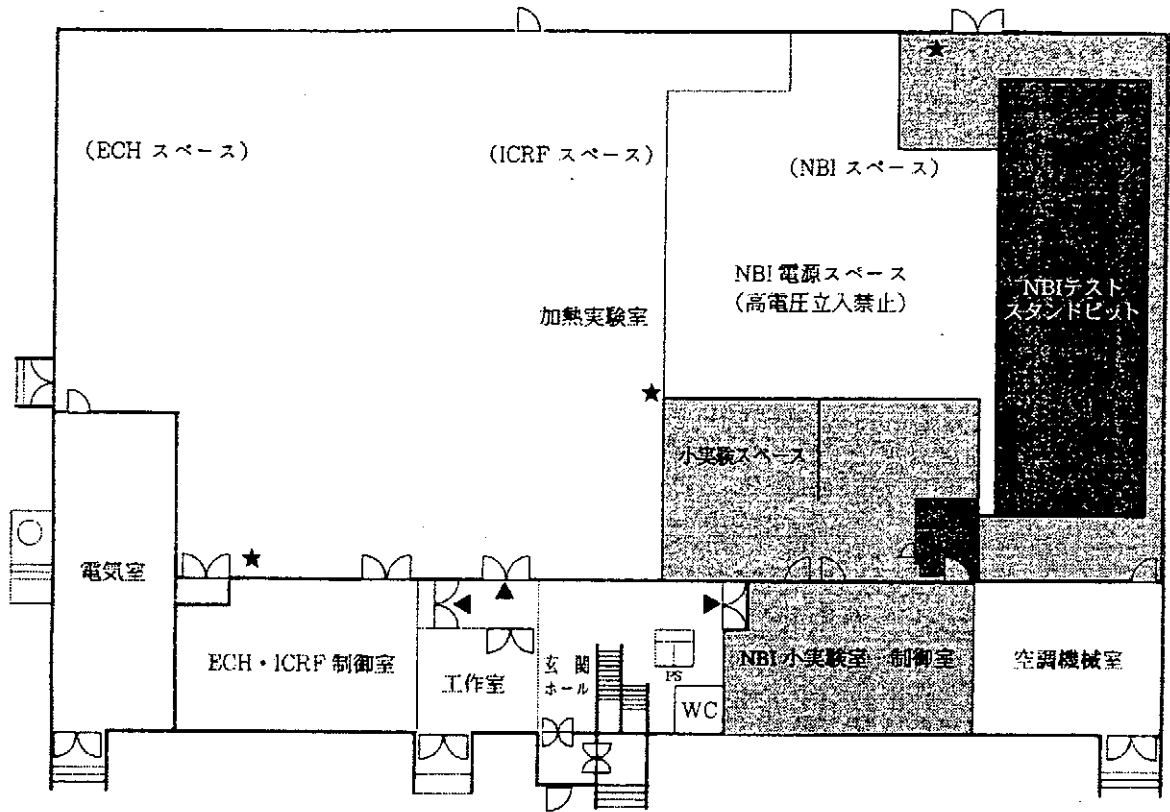 (ECH スペース)
(ICRF スペース)
(NBI スペース)
NBI 電源スペース
(高電圧立入禁止)
NBIテスト
スタンドピット
加熱実験室
小実験スペース
電気室
ECH・ICRF 制御室
工作室
玄関
ホール
PS
WC
NBI 小実験室 制御室
空調機械室